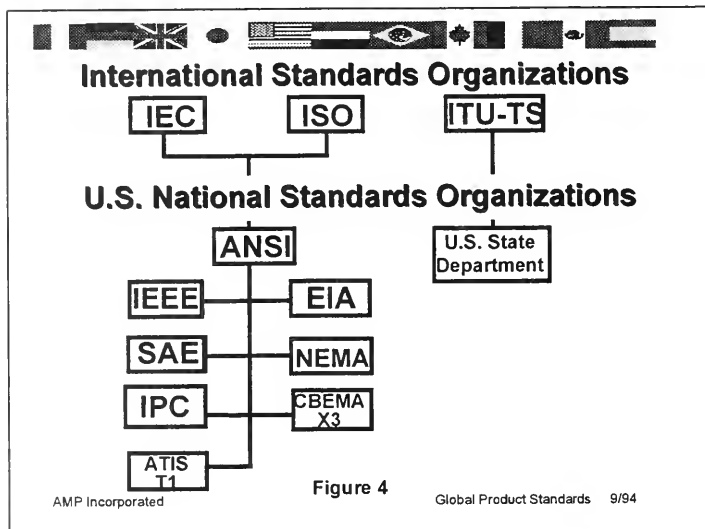 International Standards Organizations
IEC ISO ITU-TS
U.S. National Standards Organizations
ANSI
U.S. State
Department
IEEE EIA
SAE NEMA
IPC
CBEMA
X3
ATIS
T1
Figure 4
AMP Incorporated
Global Product Standards 9/94